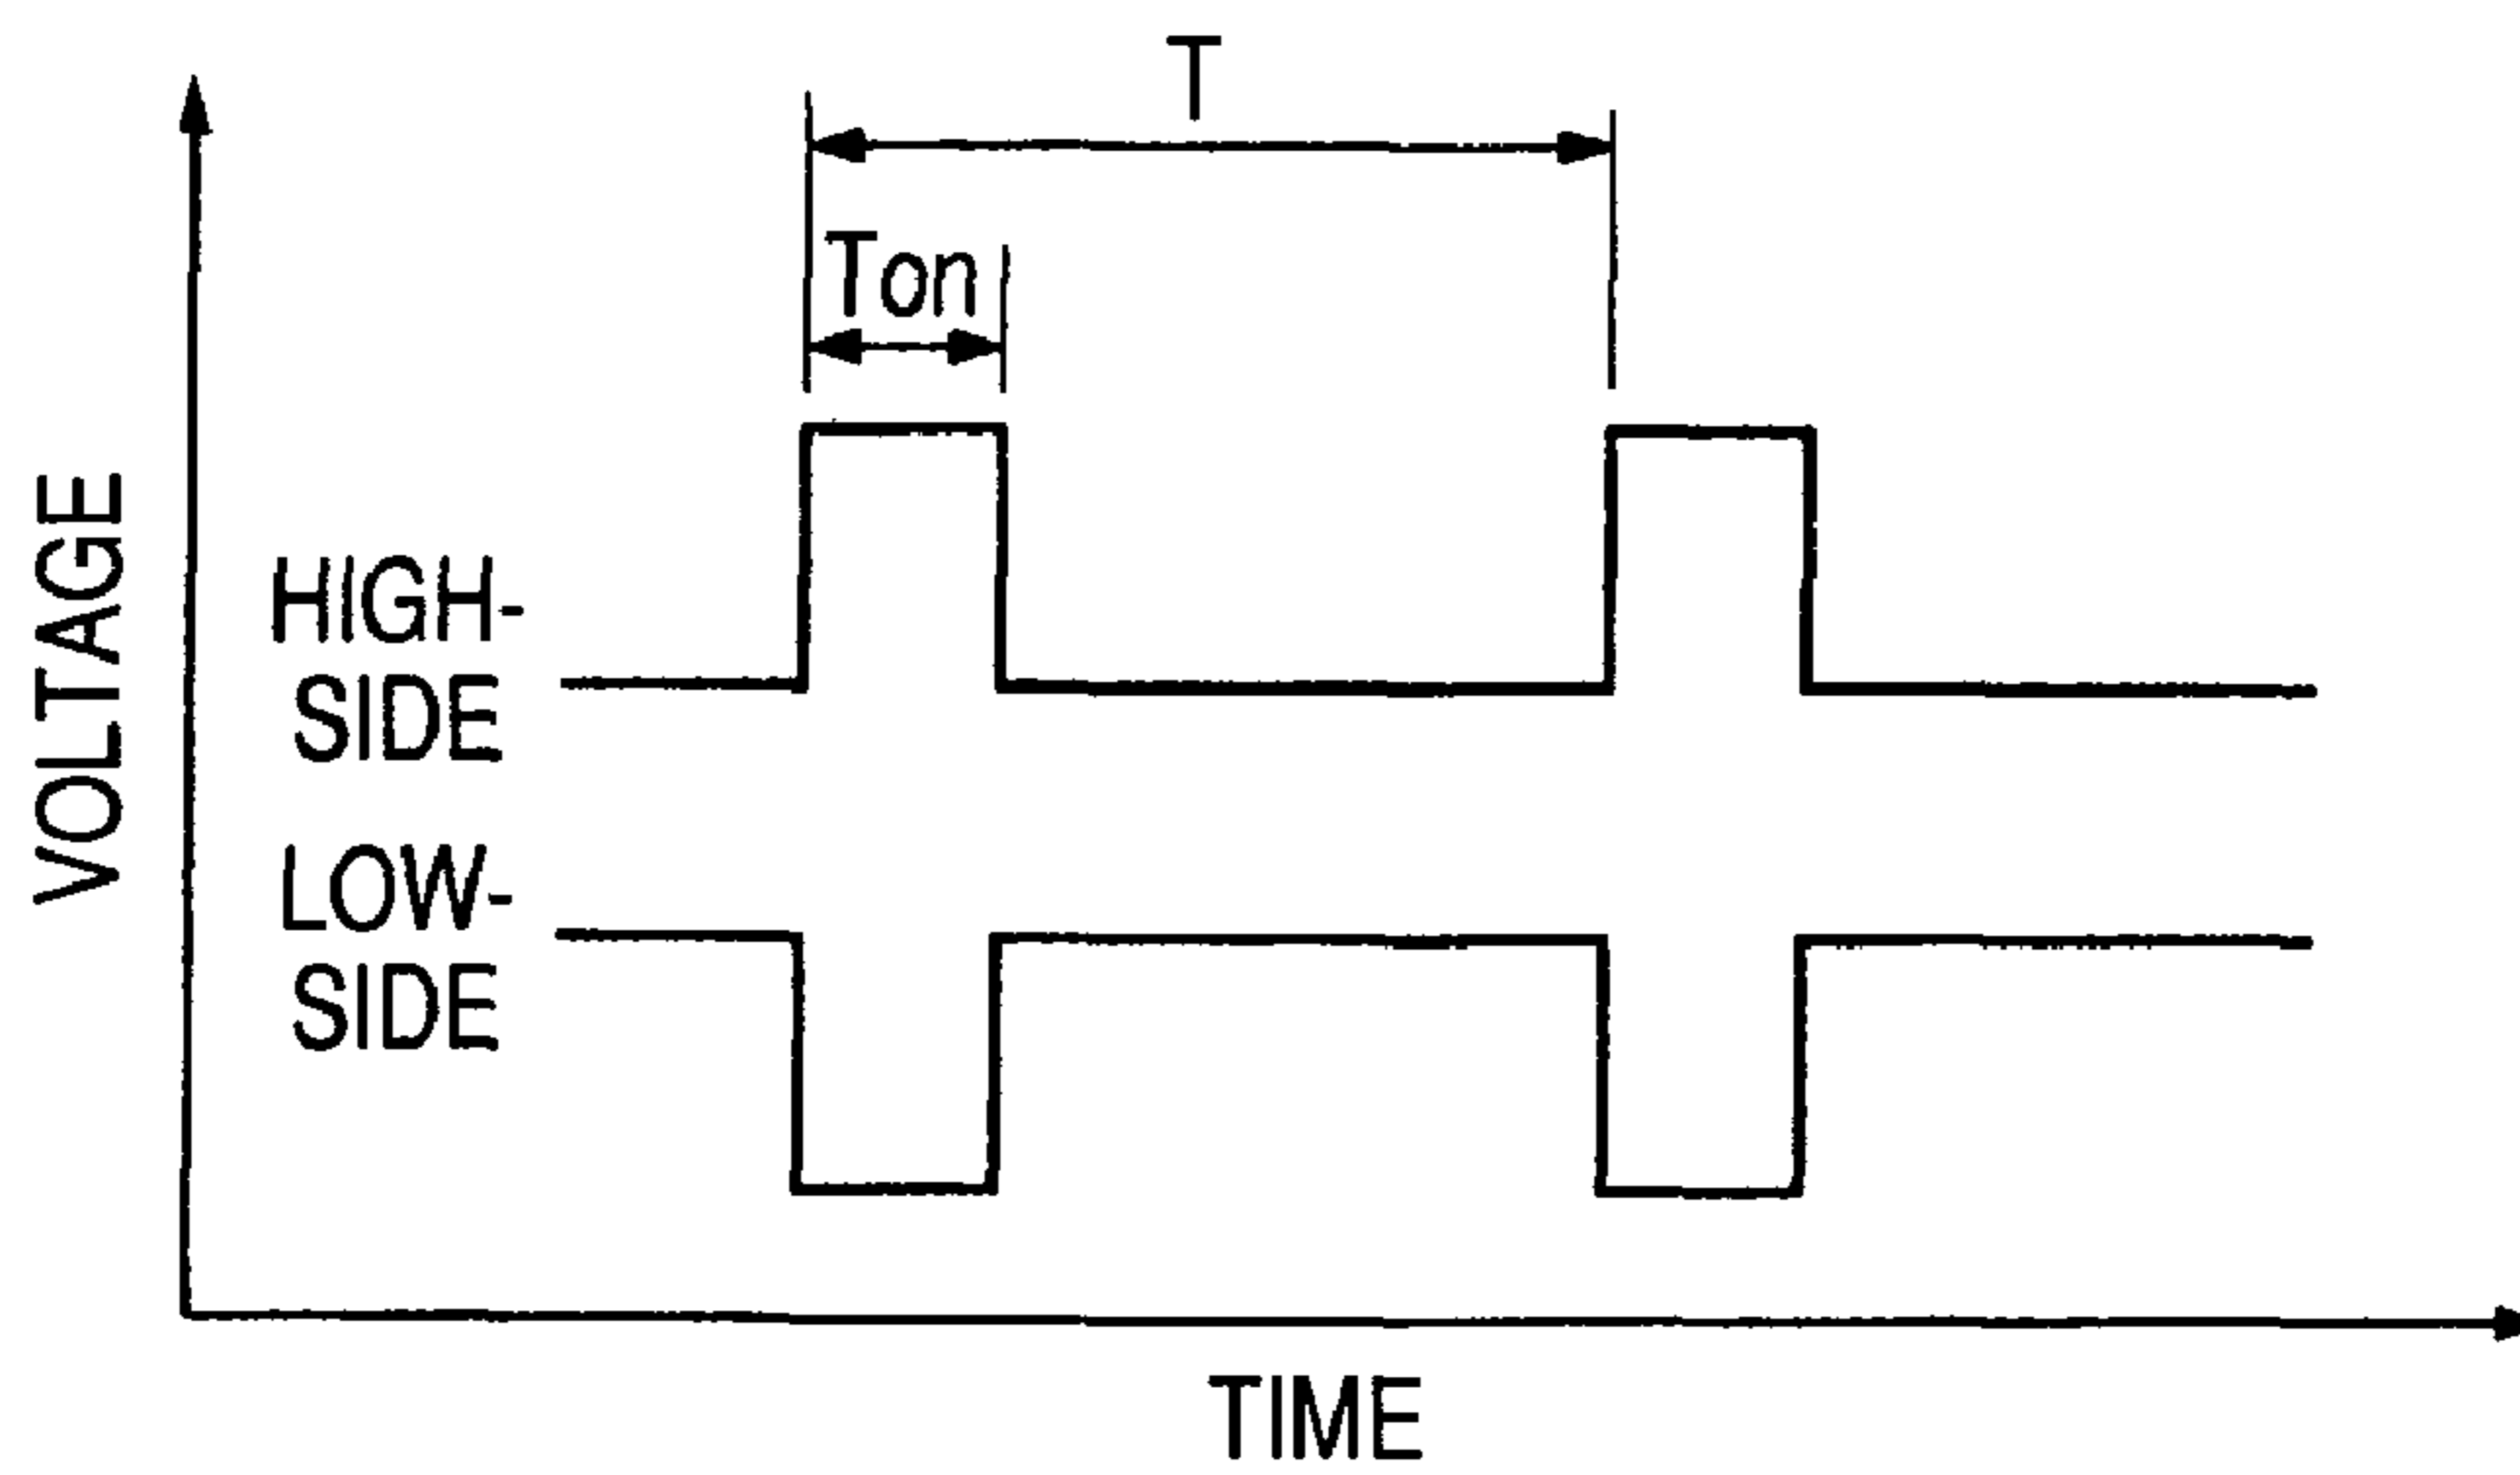 T
Ton
VOLTAGE
HIGH-
SIDE
LOW-
SIDE
TIME